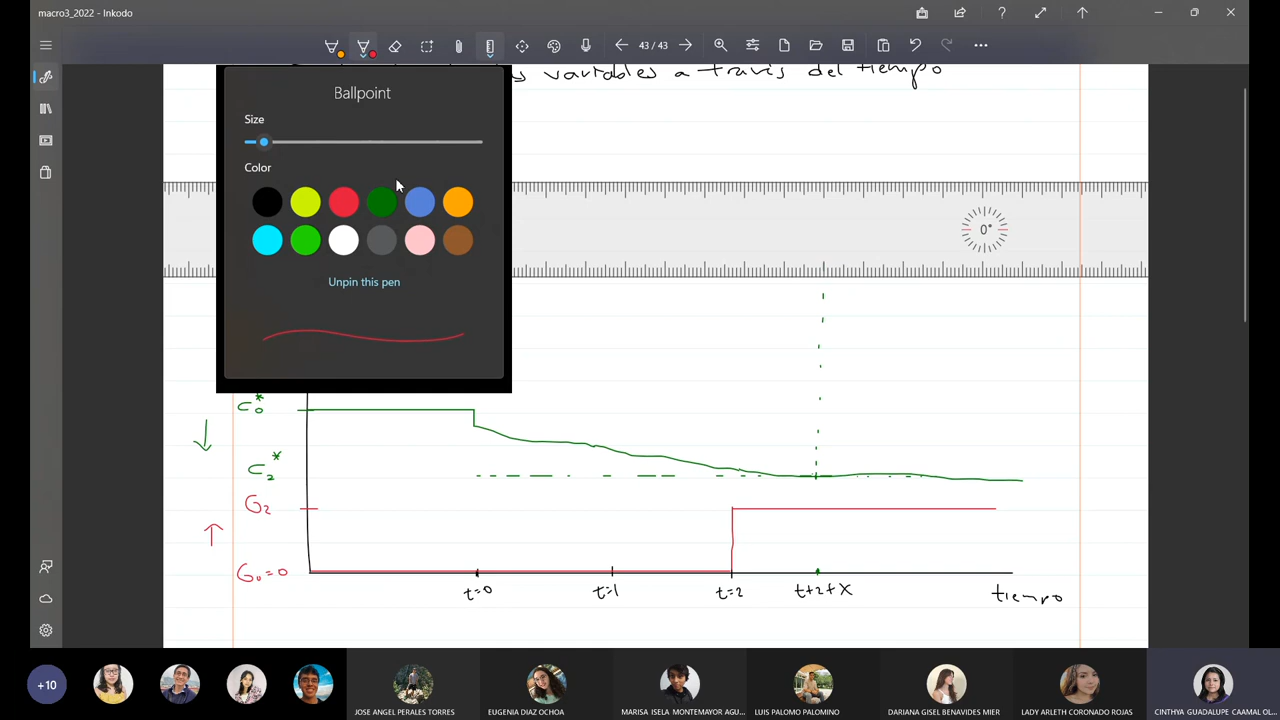 macro3_2022 - Inkodo
43 / 43
variables a través del tiempo
Ballpoint
Size
Color
Unpin this pen
0°
C₀*
C₂*
G₂
G₀=0
t=0
t=1
t=2
t+2+X
tiempo
+10
JOSE ANGEL PERALES TORRES
EUGENIA DIAZ OCHOA
MARISA ISELA MONTEMAYOR AGU...
LUIS PALOMO PALOMINO
DARIANA GISEL BENAVIDES MIER
LADY ARLETH CORONADO ROJAS
CINTHYA GUADALUPE CAAMAL OL...